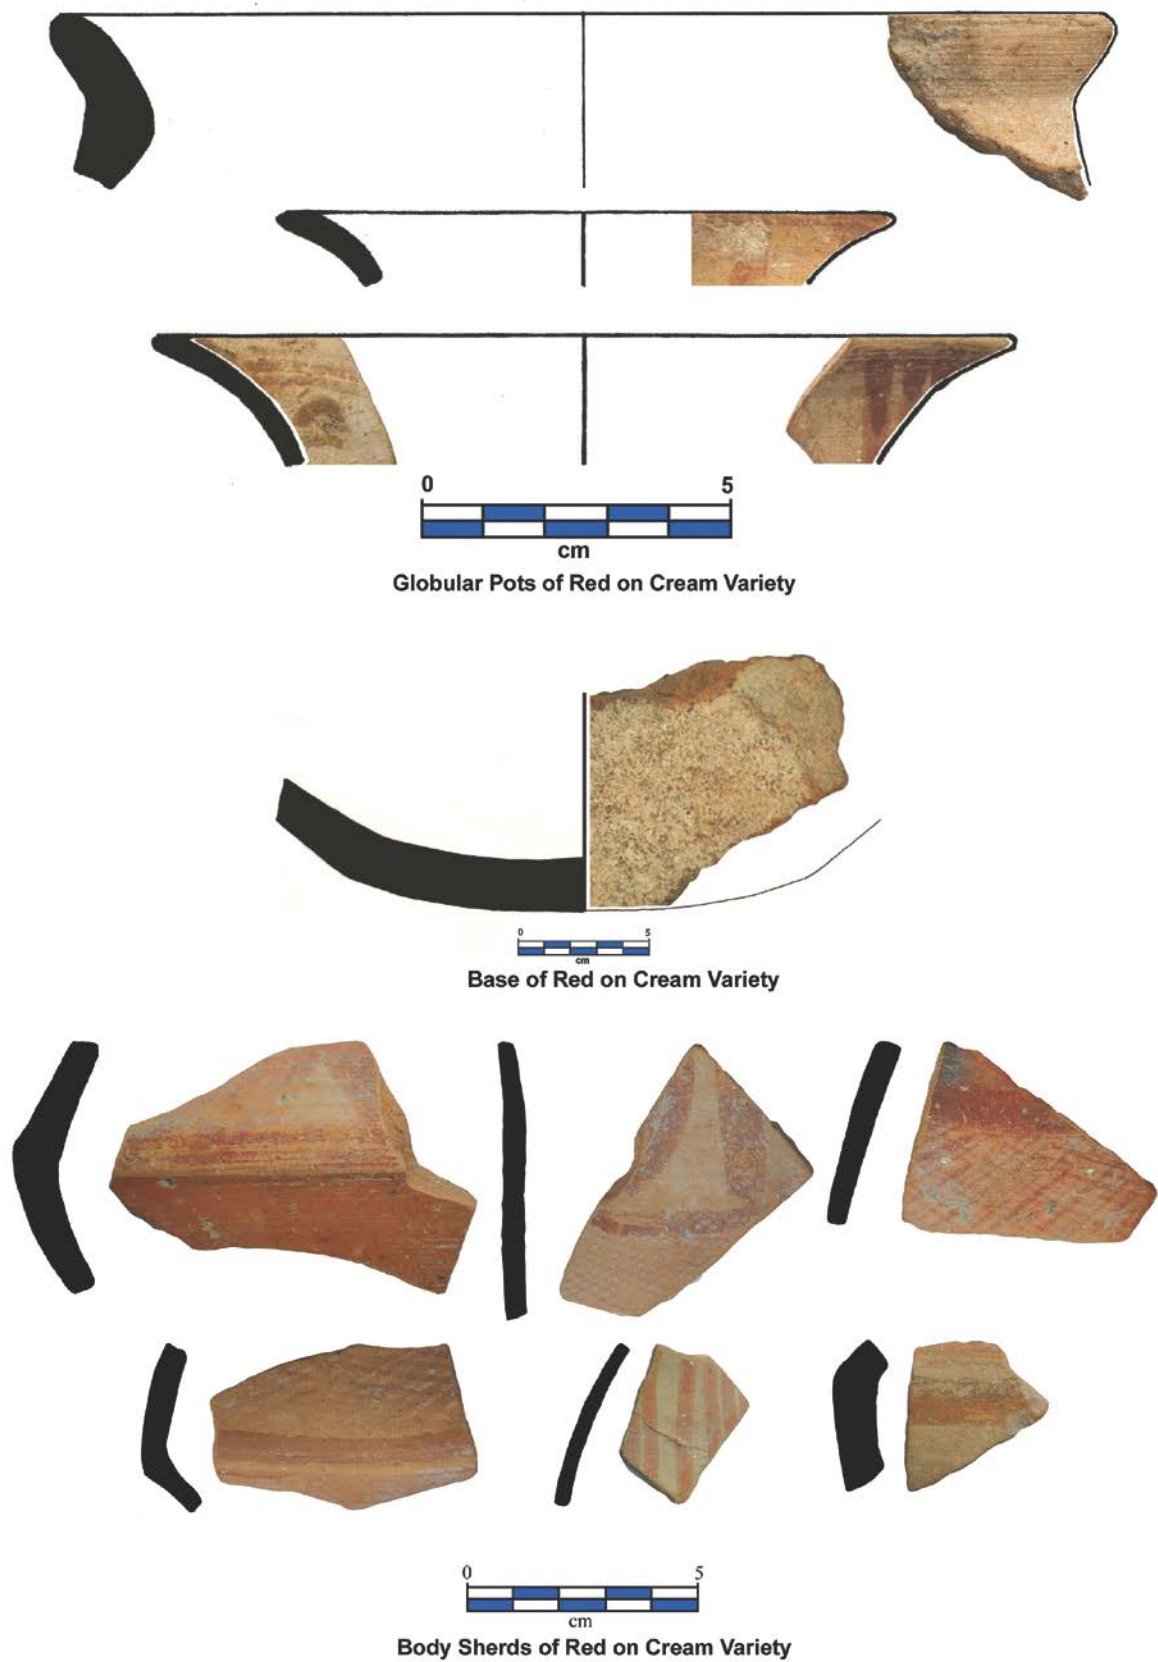 0 5
cm
Globular Pots of Red on Cream Variety
0 5
cm
Base of Red on Cream Variety
0 5
cm
Body Sherds of Red on Cream Variety